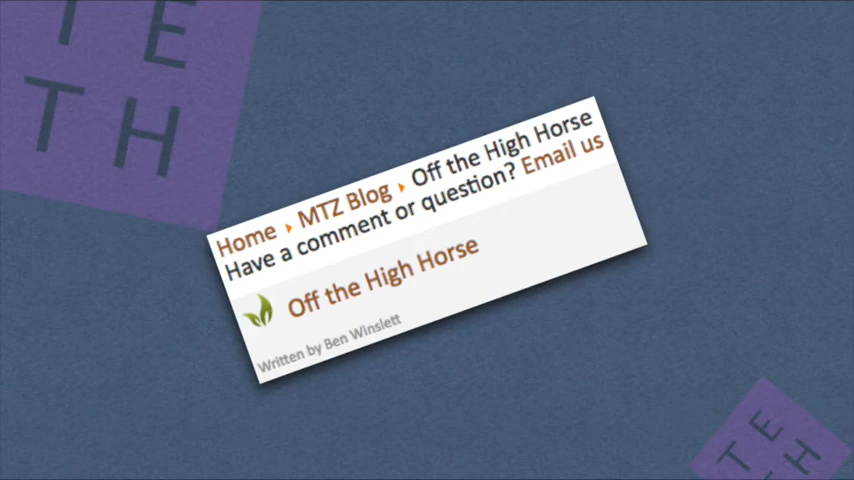 T E
T H
Home MTZ Blog Off the High Horse
Have a comment or question? Email us
Off the High Horse
Written by Ben Winslett
T E
T H